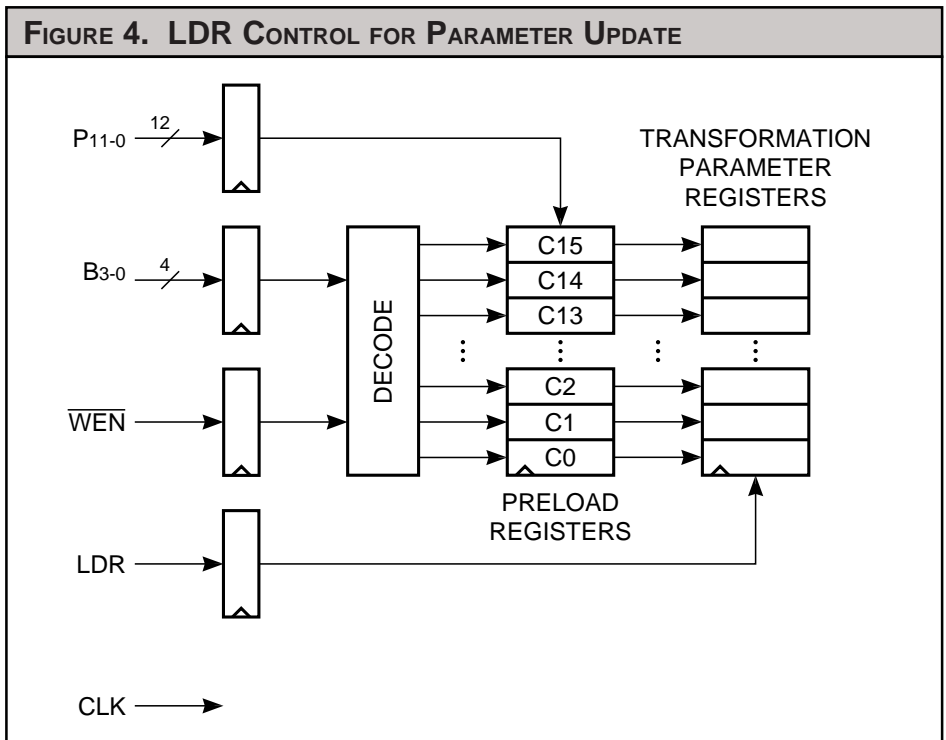 FIGURE 4. LDR CONTROL FOR PARAMETER UPDATE
P11-0
12
TRANSFORMATION
PARAMETER
REGISTERS
B3-0
4
DECODE
C15
C14
C13
C2
C1
C0
WEN
PRELOAD
REGISTERS
LDR
CLK